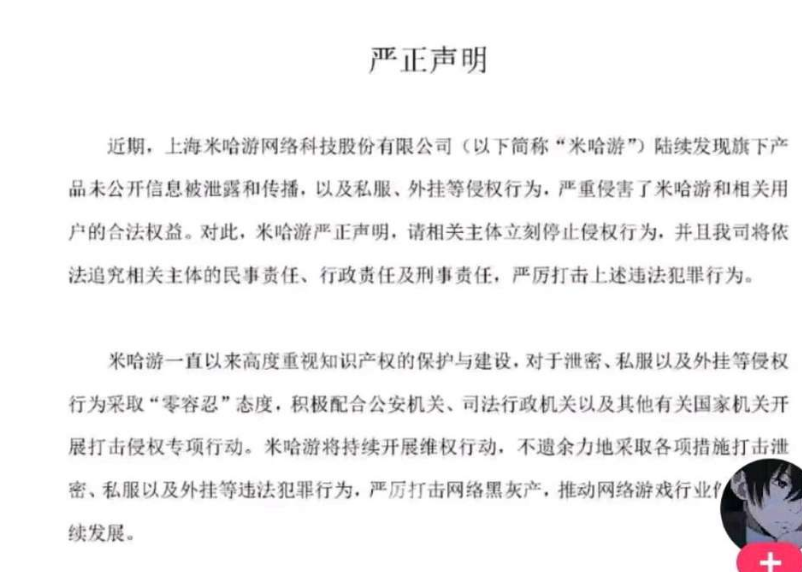 严正声明
近期，上海米哈游网络科技股份有限公司（以下简称“米哈游”）陆续发现旗下产
品未公开信息被泄露和传播，以及私服、外挂等侵权行为，严重侵害了米哈游和相关用
户的合法权益。对此，米哈游严正声明，请相关主体立刻停止侵权行为，并且我司将依
法追究相关主体的民事责任、行政责任及刑事责任，严厉打击上述违法犯罪行为。
米哈游一直以来高度重视知识产权的保护与建设，对于泄密、私服以及外挂等侵权
行为采取“零容忍”态度，积极配合公安机关、司法行政机关以及其他有关国家机关开
展打击侵权专项行动。米哈游将持续开展维权行动，不遗余力地采取各项措施打击泄
密、私服以及外挂等违法犯罪行为，严厉打击网络黑灰产，推动网络游戏行业
续发展。